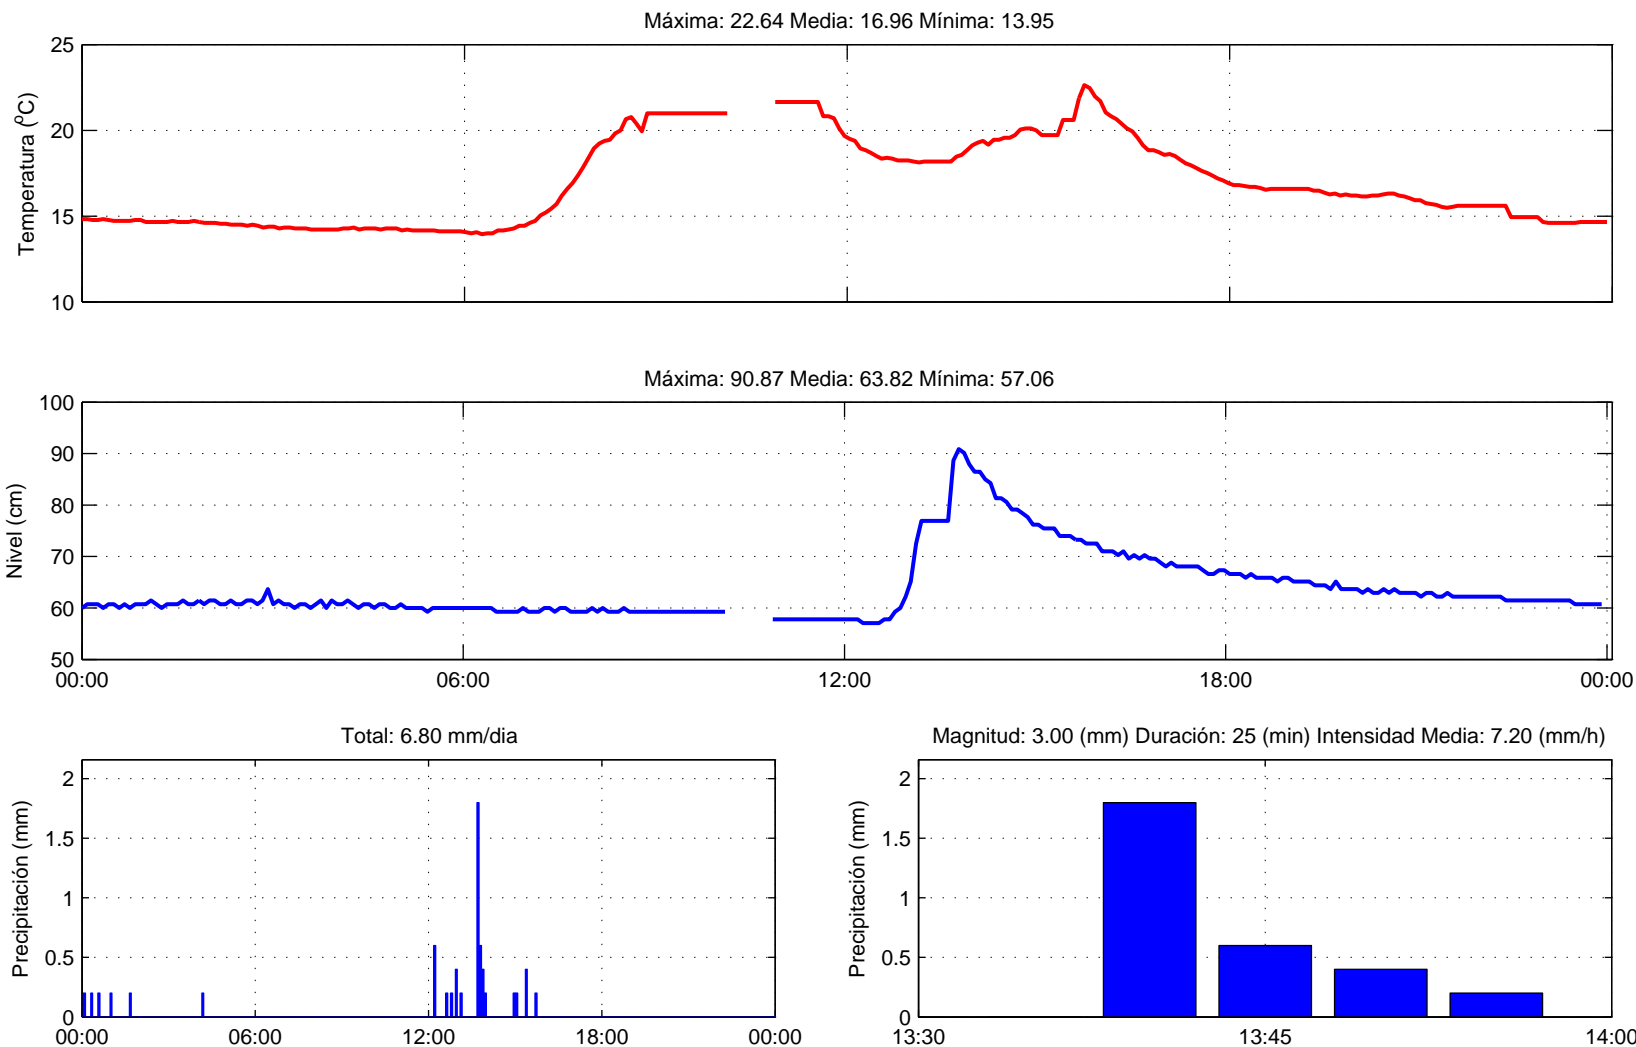 Máxima: 22.64 Media: 16.96 Mínima: 13.95
25
20
15
10
Temperatura (ºC)
Máxima: 90.87 Media: 63.82 Mínima: 57.06
100
90
80
70
60
50
Nivel (cm)
00:00 06:00 12:00 18:00 00:00
Total: 6.80 mm/dia
2
1.5
1
0.5
0
Precipitación (mm)
00:00 06:00 12:00 18:00 00:00
Magnitud: 3.00 (mm) Duración: 25 (min) Intensidad Media: 7.20 (mm/h)
2
1.5
1
0.5
0
Precipitación (mm)
13:30 13:45 14:00